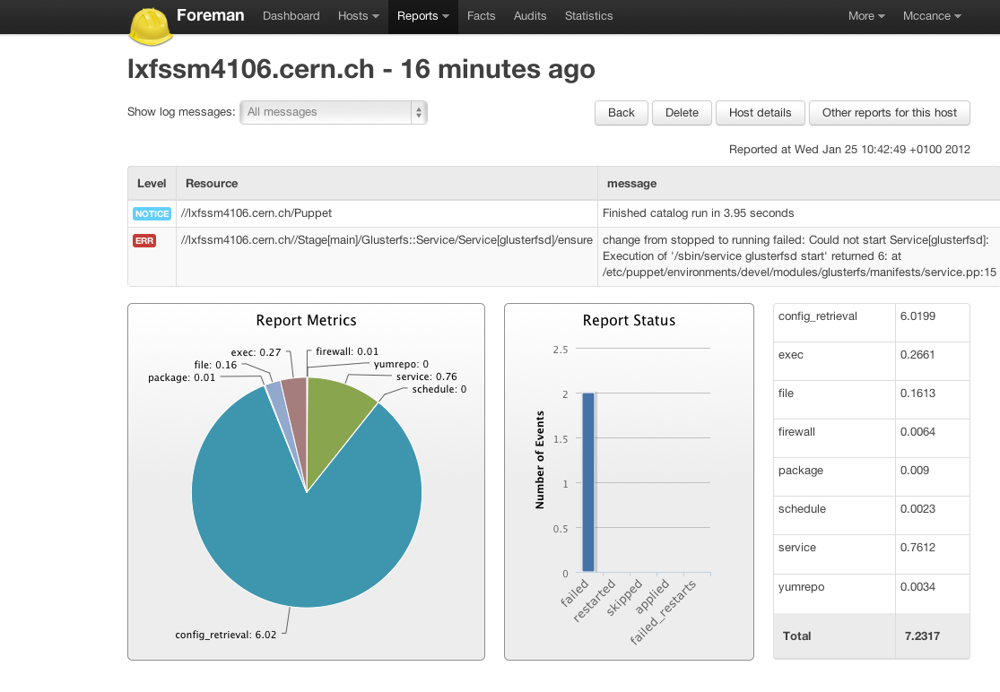 Foreman Dashboard Hosts Reports Facts Audits Statistics More Mccance
lxfssm4106.cern.ch - 16 minutes ago
Show log messages: All messages Back Delete Host details Other reports for this host
Reported at Wed Jan 25 10:42:49 +0100 2012
Level Resource message
NOTICE //lxfssm4106.cern.ch/Puppet Finished catalog run in 3.95 seconds
ERR //lxfssm4106.cern.ch//Stage[main]/Glusterfs::Service/Service[glusterfsd]/ensure change from stopped to running failed: Could not start Service[glusterfsd]:
Execution of '/sbin/service glusterfsd start' returned 6: at
/etc/puppet/environments/devel/modules/glusterfs/manifests/service.pp:15
Report Metrics
exec: 0.27
firewall: 0.01
file: 0.16
yumrepo: 0
package: 0.01
service: 0.76
schedule: 0
config_retrieval: 6.02
Report Status
Number of Events
2.5
2
1.5
1
0.5
0
failed
restarted
skipped
applied
failed_restarts
config_retrieval 6.0199
exec 0.2661
file 0.1613
firewall 0.0064
package 0.009
schedule 0.0023
service 0.7612
yumrepo 0.0034
Total 7.2317